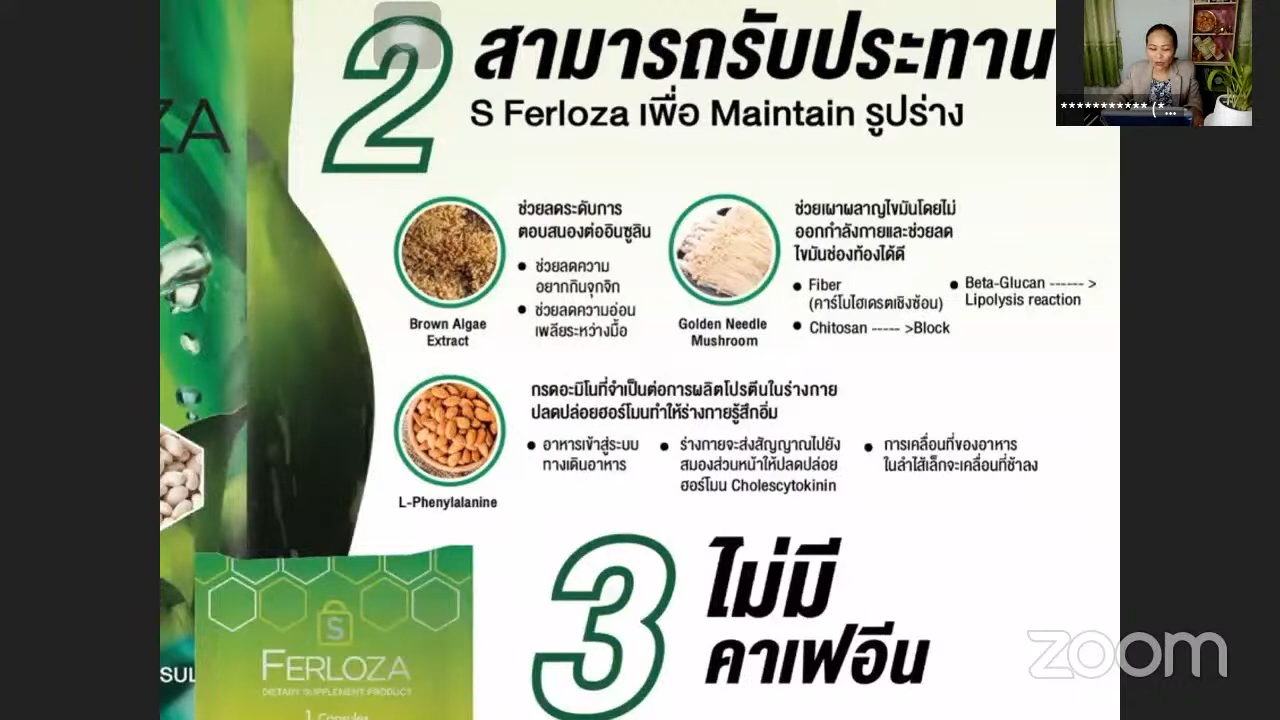 2
สามารถรับประทาน
S Ferloza เพื่อ Maintain รูปร่าง
ZA
*********** (* ...
ช่วยลดระดับการ
ตอบสนองต่ออินซูลิน
• ช่วยลดความ
อยากกินจุกจิก
• ช่วยลดความอ่อน
เพลียระหว่างมื้อ
Brown Algae
Extract
ช่วยเผาผลาญไขมันโดยไม่
ออกกำลังกายและช่วยลด
ไขมันช่องท้องได้ดี
• Fiber
(คาร์โบไฮเดรตเชิงซ้อน)
• Chitosan ----- >Block
• Beta-Glucan ------ >
Lipolysis reaction
Golden Needle
Mushroom
กรดอะมิโนที่จำเป็นต่อการผลิตโปรตีนในร่างกาย
ปลดปล่อยฮอร์โมนทำให้ร่างกายรู้สึกอิ่ม
• อาหารเข้าสู่ระบบ
ทางเดินอาหาร
• ร่างกายจะส่งสัญญาณไปยัง
สมองส่วนหน้าให้ปลดปล่อย
ฮอร์โมน Cholescytokinin
• การเคลื่อนที่ของอาหาร
ในลำไส้เล็กจะเคลื่อนที่ช้าลง
L-Phenylalanine
3
ไม่มี
คาเฟอีน
S
FERLOZA
DIETARY SUPPLEMENT PRODUCT
1 Capsules
SUL
zoom